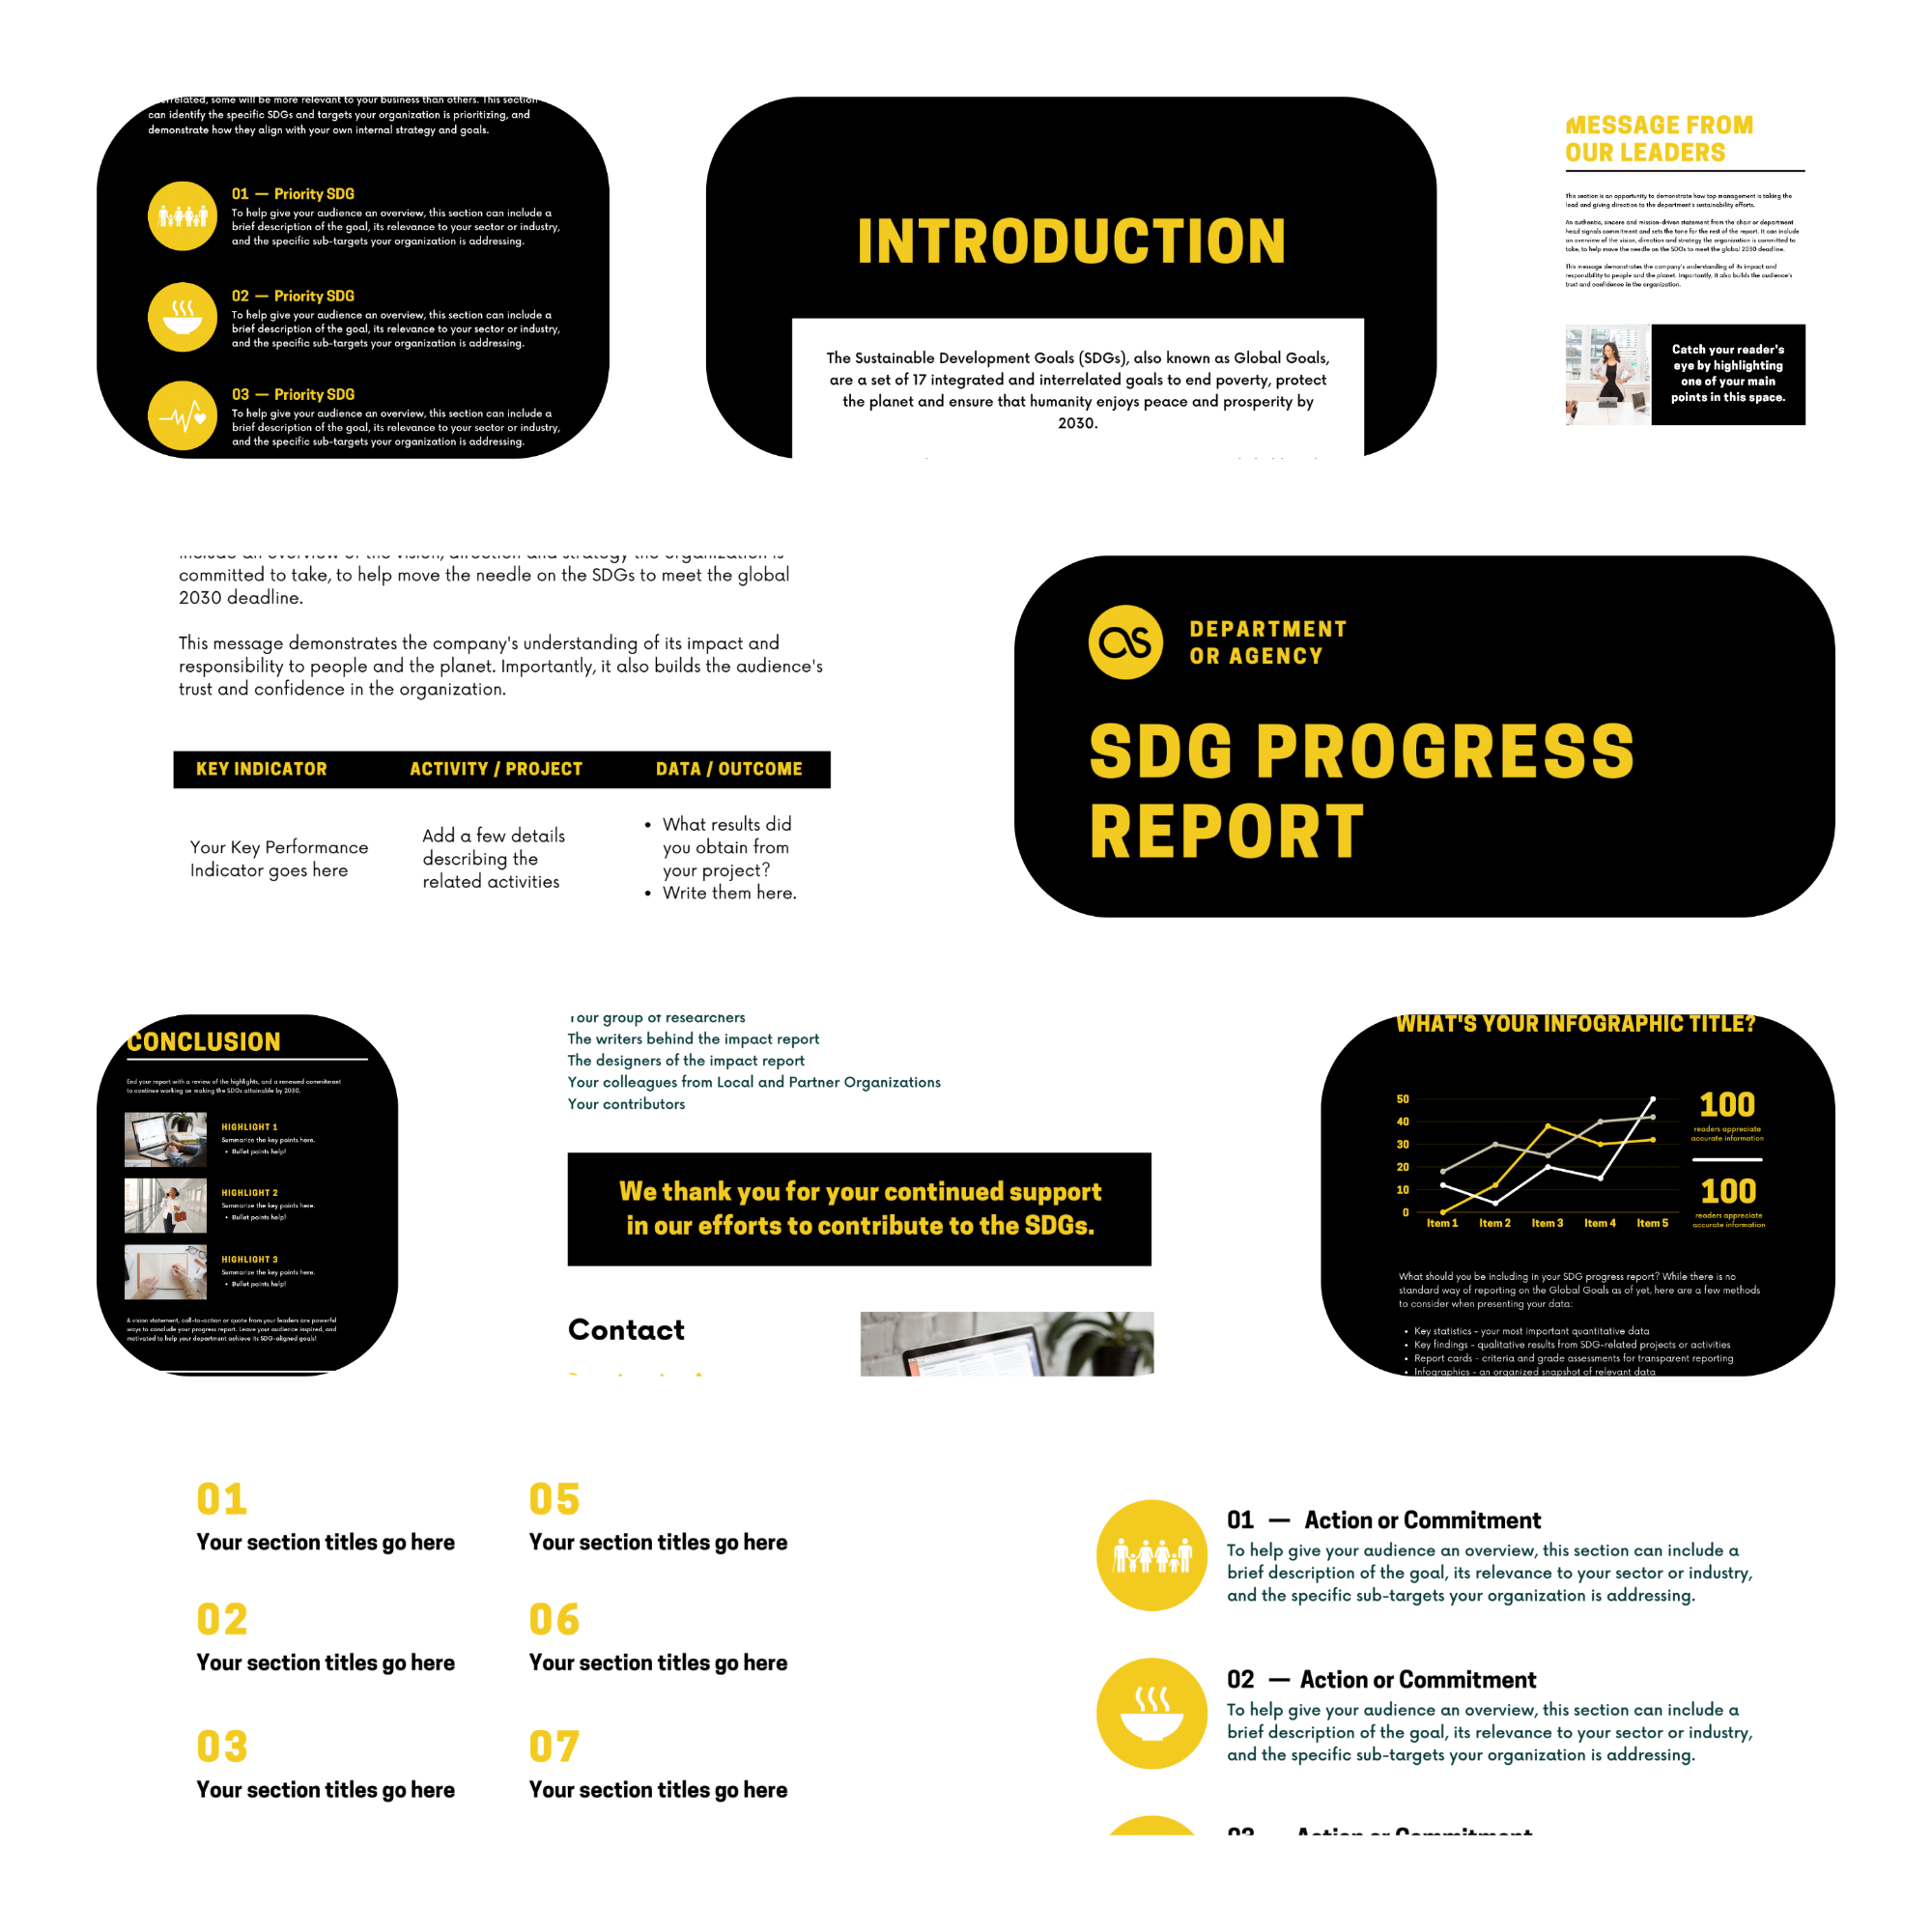 some will be more relevant to your business than others. This section
can identify the specific SDGs and targets your organization is prioritizing, and
demonstrate how they align with your own internal strategy and goals.
01 — Priority SDG
To help give your audience an overview, this section can include a
brief description of the goal, its relevance to your sector or industry,
and the specific sub-targets your organization is addressing.
02 — Priority SDG
To help give your audience an overview, this section can include a
brief description of the goal, its relevance to your sector or industry,
and the specific sub-targets your organization is addressing.
03 — Priority SDG
To help give your audience an overview, this section can include a
brief description of the goal, its relevance to your sector or industry,
and the specific sub-targets your organization is addressing.
INTRODUCTION
The Sustainable Development Goals (SDGs), also known as Global Goals,
are a set of 17 integrated and interrelated goals to end poverty, protect
the planet and ensure that humanity enjoys peace and prosperity by
2030.
MESSAGE FROM
OUR LEADERS
This section is an opportunity to demonstrate how top management is taking the
lead and giving direction to the department's sustainability efforts.
An authentic, sincere and mission-driven statement from the chair or department
head signals commitment and sets the tone for the rest of the report. It can include
an overview of the vision, direction and strategy the organization is committed to
take, to help move the needle on the SDGs to meet the global 2030 deadline.
This message demonstrates the company's understanding of its impact and
responsibility to people and the planet. Importantly, it also builds the audience's
trust and confidence in the organization.
Catch your reader's
eye by highlighting
one of your main
points in this space.
include an overview of the vision, direction and strategy the organization is
committed to take, to help move the needle on the SDGs to meet the global
2030 deadline.
This message demonstrates the company's understanding of its impact and
responsibility to people and the planet. Importantly, it also builds the audience's
trust and confidence in the organization.
KEY INDICATOR ACTIVITY / PROJECT DATA / OUTCOME
Your Key Performance
Indicator goes here
Add a few details
describing the
related activities
• What results did
you obtain from
your project?
• Write them here.
DEPARTMENT
OR AGENCY
SDG PROGRESS
REPORT
CONCLUSION
End your report with a review of the highlights, and a renewed commitment
to continue working on making the SDGs attainable by 2030.
HIGHLIGHT 1
Summarize the key points here.
• Bullet points help!
HIGHLIGHT 2
Summarize the key points here.
• Bullet points help!
HIGHLIGHT 3
Summarize the key points here.
• Bullet points help!
A vision statement, call-to-action or quote from your leaders are powerful
ways to conclude your progress report. Leave your audience inspired, and
motivated to help your department achieve its SDG-aligned goals!
Your group of researchers
The writers behind the impact report
The designers of the impact report
Your colleagues from Local and Partner Organizations
Your contributors
We thank you for your continued support
in our efforts to contribute to the SDGs.
Contact
WHAT'S YOUR INFOGRAPHIC TITLE?
50
40
30
20
10
0
Item 1 Item 2 Item 3 Item 4 Item 5
100
readers appreciate
accurate information
100
readers appreciate
accurate information
What should you be including in your SDG progress report? While there is no
standard way of reporting on the Global Goals as of yet, here are a few methods
to consider when presenting your data:
• Key statistics - your most important quantitative data
• Key findings - qualitative results from SDG-related projects or activities
• Report cards - criteria and grade assessments for transparent reporting
• Infographics - an organized snapshot of relevant data
01
Your section titles go here
02
Your section titles go here
03
Your section titles go here
05
Your section titles go here
06
Your section titles go here
07
Your section titles go here
01 — Action or Commitment
To help give your audience an overview, this section can include a
brief description of the goal, its relevance to your sector or industry,
and the specific sub-targets your organization is addressing.
02 — Action or Commitment
To help give your audience an overview, this section can include a
brief description of the goal, its relevance to your sector or industry,
and the specific sub-targets your organization is addressing.
03 — Action or Commitment